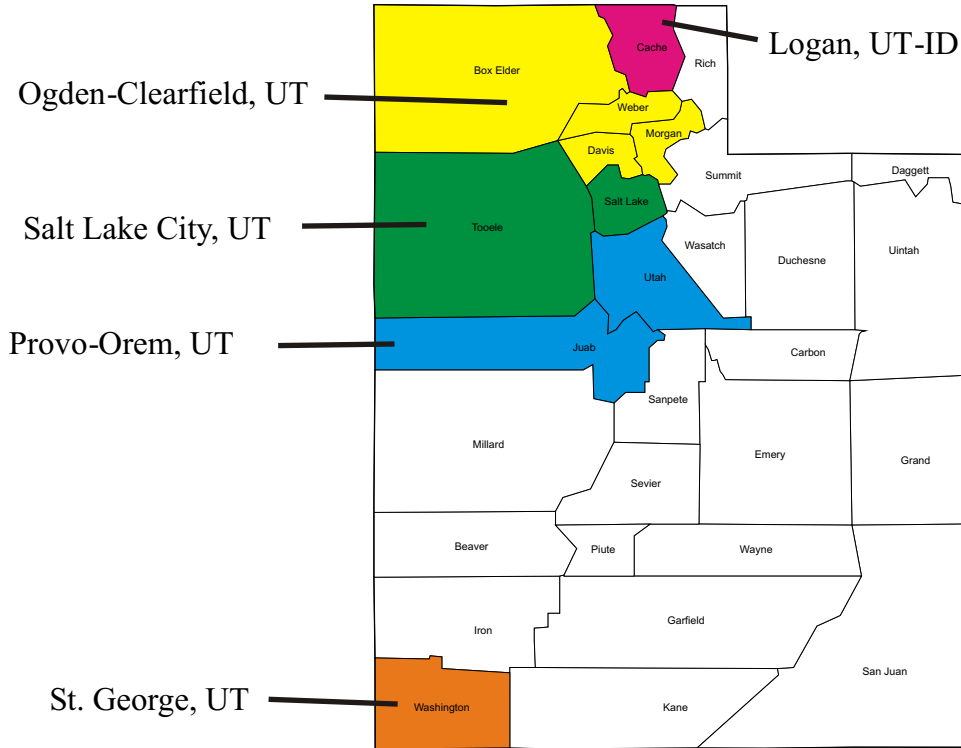 Logan, UT-ID
Cache
Rich
Box Elder
Ogden-Clearfield, UT
Weber
Morgan
Davis
Summit
Daggett
Salt Lake
Salt Lake City, UT
Tooele
Wasatch
Uintah
Duchesne
Utah
Provo-Orem, UT
Juab
Carbon
Sanpete
Millard
Emery
Grand
Sevier
Beaver
Piute
Wayne
Iron
Garfield
San Juan
St. George, UT
Washington
Kane